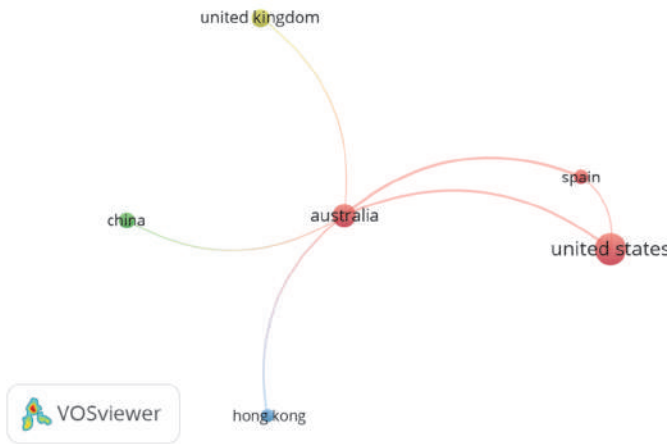 united kingdom
spain
china
australia
united states
hong kong
VOSviewer